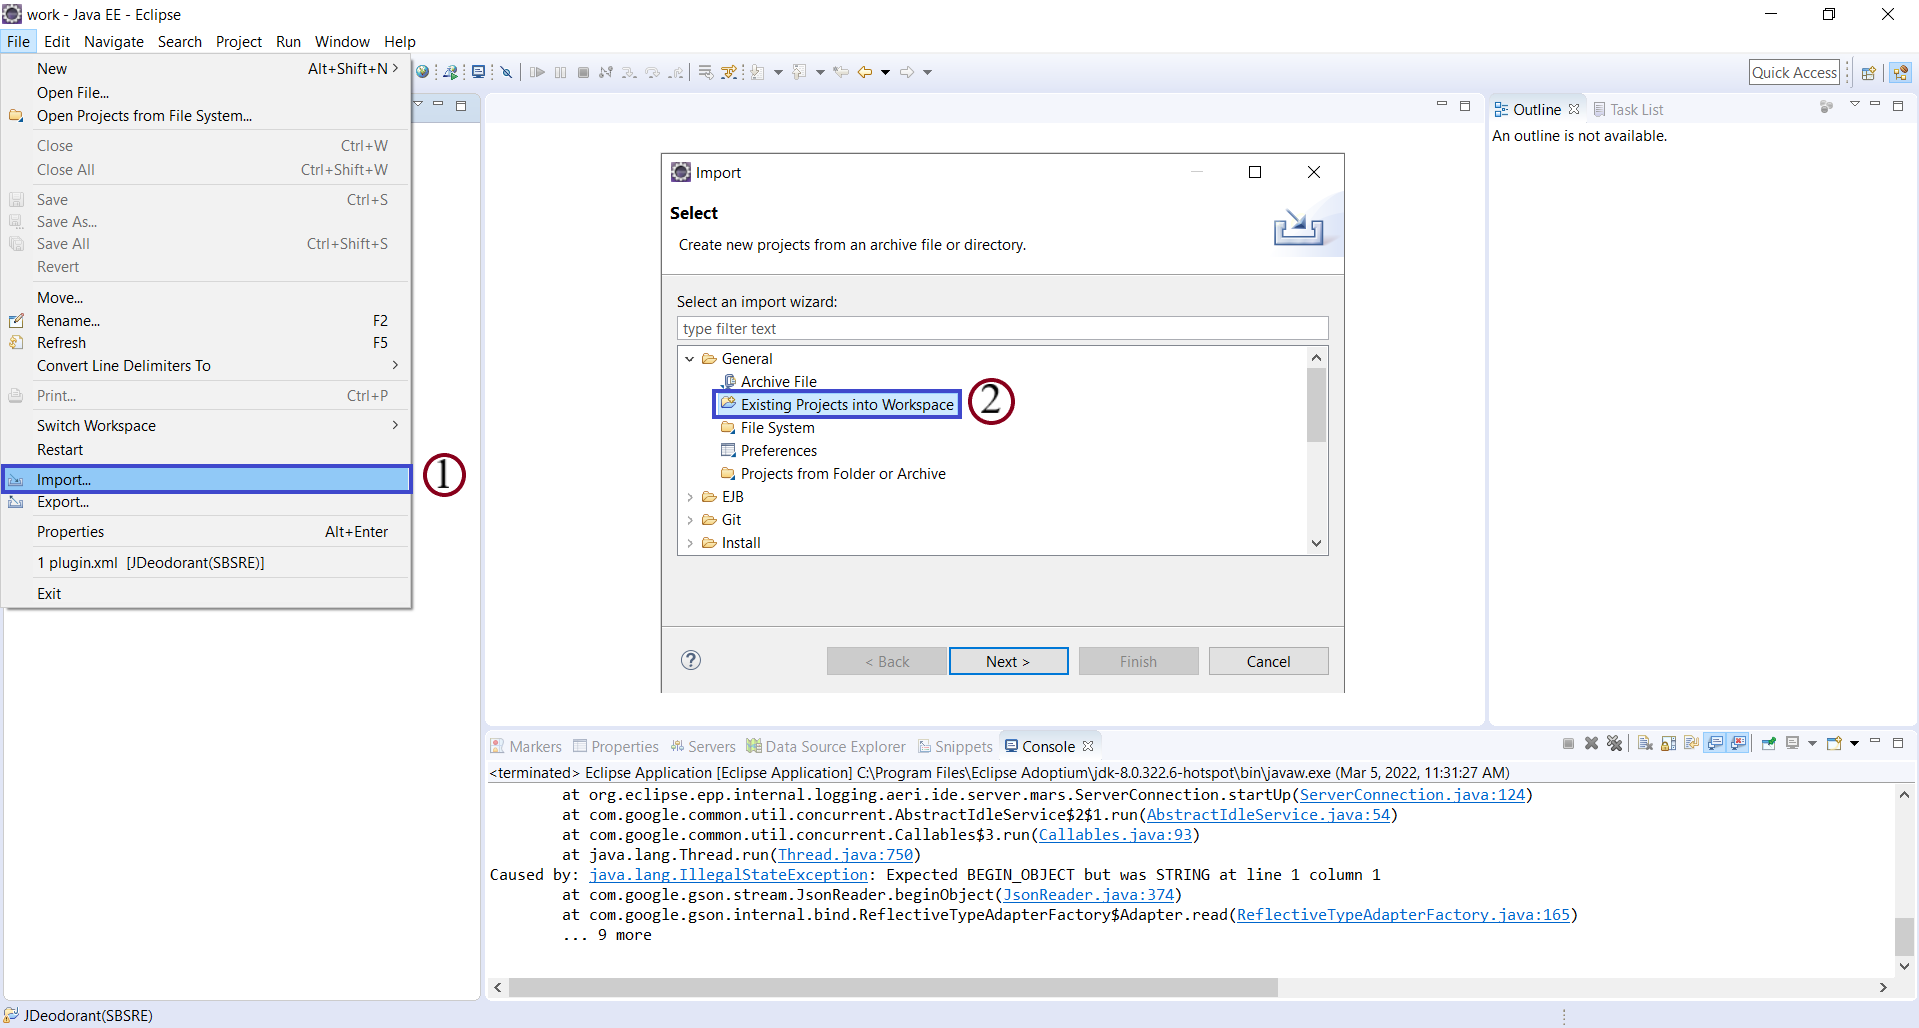 work - Java EE - Eclipse
File Edit Navigate Search Project Run Window Help
New Alt+Shift+N >
Open File...
Open Projects from File System...
Close Ctrl+W
Close All Ctrl+Shift+W
Save Ctrl+S
Save As...
Save All Ctrl+Shift+S
Revert
Move...
Rename... F2
Refresh F5
Convert Line Delimiters To >
Print... Ctrl+P
Switch Workspace >
Restart
Import...
1
Export...
Properties Alt+Enter
1 plugin.xml [JDeodorant(SBSRE)]
Exit
Quick Access
Outline Task List
An outline is not available.
Import
Select
Create new projects from an archive file or directory.
Select an import wizard:
type filter text
General
Archive File
Existing Projects into Workspace
2
File System
Preferences
Projects from Folder or Archive
EJB
Git
Install
? < Back Next > Finish Cancel
Markers Properties Servers Data Source Explorer Snippets Console
<terminated> Eclipse Application [Eclipse Application] C:\Program Files\Eclipse Adoptium\jdk-8.0.322.6-hotspot\bin\javaw.exe (Mar 5, 2022, 11:31:27 AM)
at org.eclipse.epp.internal.logging.aeri.ide.server.mars.ServerConnection.startUp(ServerConnection.java:124)
at com.google.common.util.concurrent.AbstractIdleService$2$1.run(AbstractIdleService.java:54)
at com.google.common.util.concurrent.Callables$3.run(Callables.java:93)
at java.lang.Thread.run(Thread.java:750)
Caused by: java.lang.IllegalStateException: Expected BEGIN_OBJECT but was STRING at line 1 column 1
at com.google.gson.stream.JsonReader.beginObject(JsonReader.java:374)
at com.google.gson.internal.bind.ReflectiveTypeAdapterFactory$Adapter.read(ReflectiveTypeAdapterFactory.java:165)
... 9 more
JDeodorant(SBSRE)